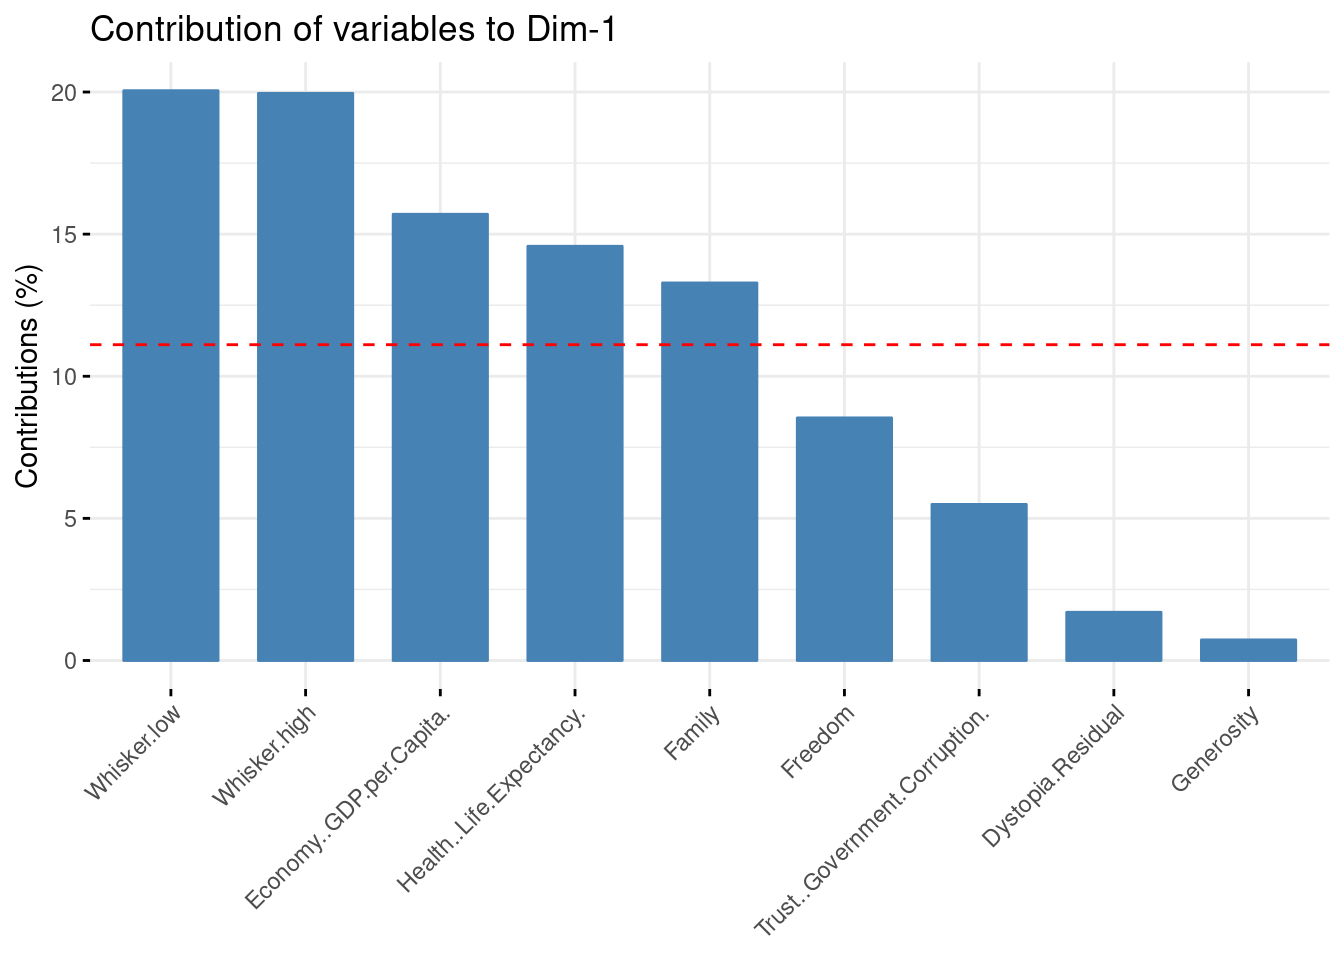 Contribution of variables to Dim-1
Contributions (%)
20
15
10
5
0
Whisker.low
Whisker.high
Economy..GDP.per.Capita.
Health..Life.Expectancy.
Family
Freedom
Trust..Government.Corruption.
Dystopia.Residual
Generosity